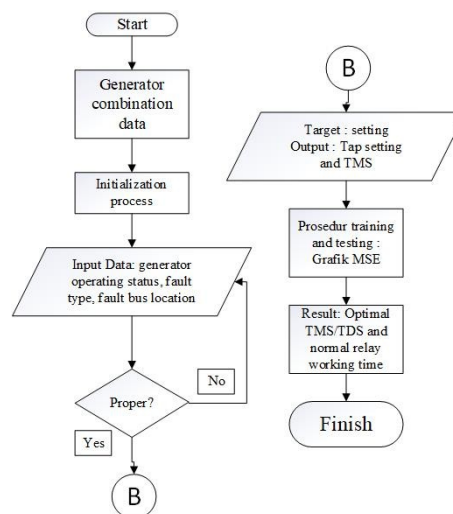 Start
Generator
combination
data
Initialization
process
Input Data: generator
operating status, fault
type, fault bus location
No
Proper?
Yes
B
B
Target : setting
Output : Tap setting
and TMS
Prosedur training
and testing :
Grafik MSE
Result: Optimal
TMS/TDS and
normal relay
working time
Finish